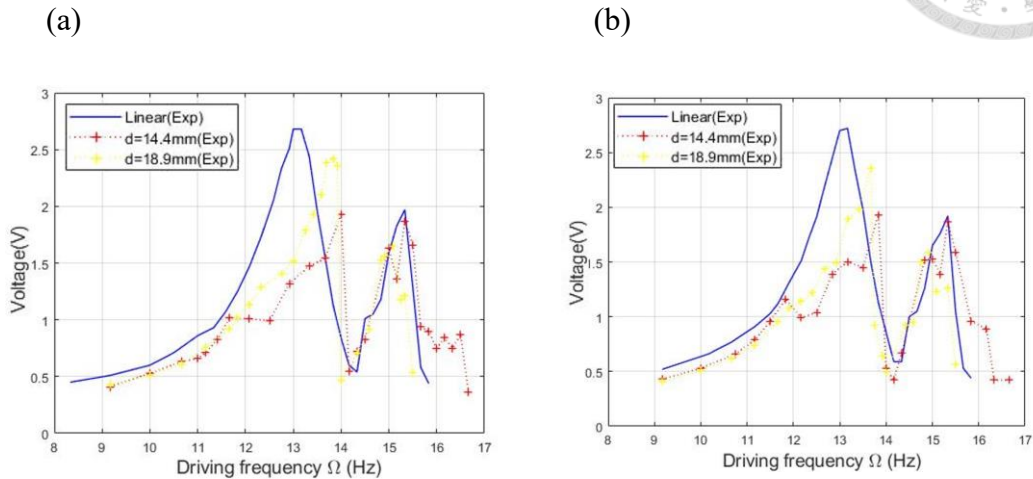 (a)
(b)
3
2.5
2
1.5
1
0.5
0
Voltage(V)
Linear(Exp)
d=14.4mm(Exp)
d=18.9mm(Exp)
8 9 10 11 12 13 14 15 16 17
Driving frequency Ω (Hz)
3
2.5
2
1.5
1
0.5
0
Voltage(V)
Linear(Exp)
d=14.4mm(Exp)
d=18.9mm(Exp)
8 9 10 11 12 13 14 15 16 17
Driving frequency Ω (Hz)